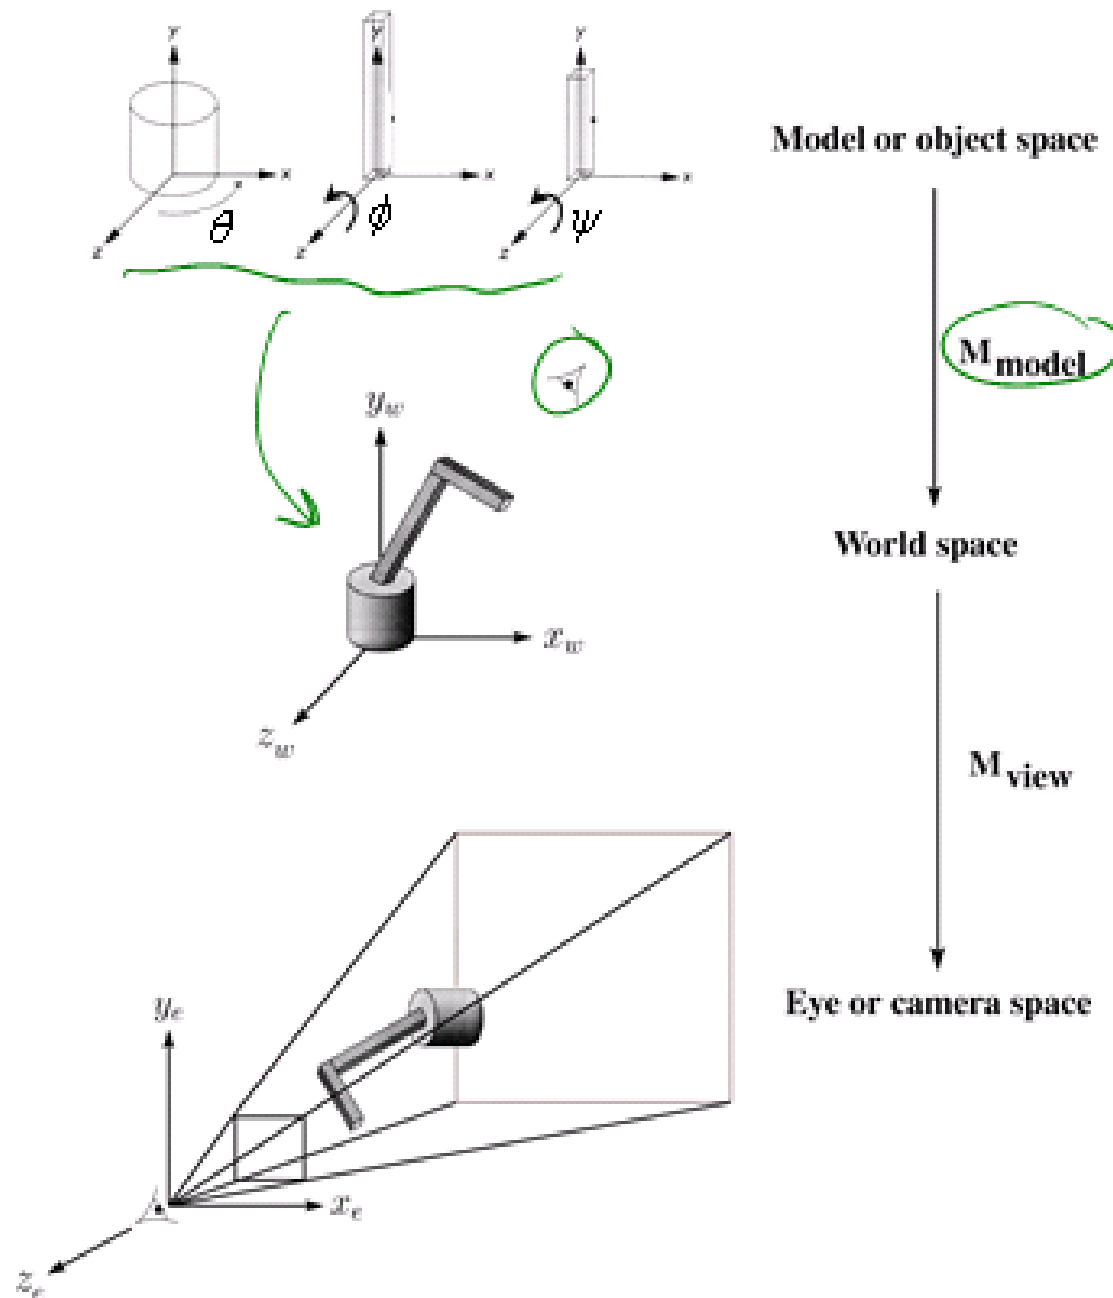 Y
Y
Y
Model or object space
x
x
x
θ
ϕ
ψ
z
z
z
M model
y w
World space
x w
z w
M view
Eye or camera space
y e
x e
z e